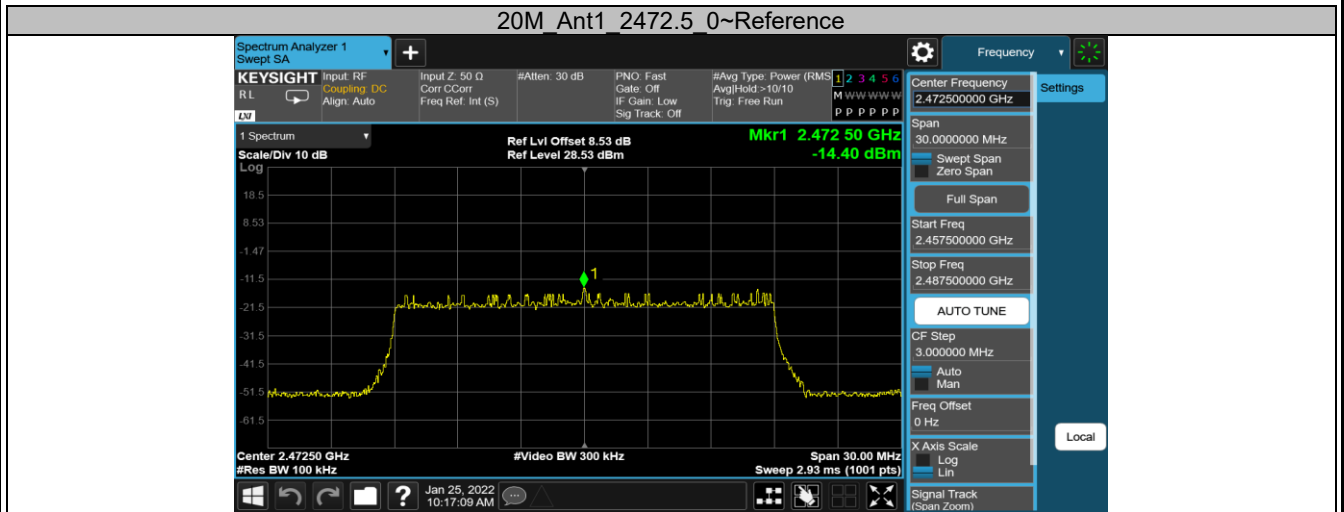 20M_Ant1_2472.5_0~Reference
Spectrum Analyzer 1
Swept SA
+
Frequency
KEYSIGHT
RL
LXI
Input: RF
Coupling: DC
Align: Auto
Input Z: 50 Ω
Corr CCorr
Freq Ref: Int (S)
#Atten: 30 dB
PNO: Fast
Gate: Off
IF Gain: Low
Sig Track: Off
#Avg Type: Power (RMS
Avg|Hold:>10/10
Trig: Free Run
1 2 3 4 5 6
M W W W W W
P P P P P P
1 Spectrum
Scale/Div 10 dB
Log
Ref Lvl Offset 8.53 dB
Ref Level 28.53 dBm
Mkr1 2.472 50 GHz
-14.40 dBm
18.5
8.53
-1.47
-11.5
-21.5
-31.5
-41.5
-51.5
-61.5
1
Center 2.47250 GHz
#Res BW 100 kHz
#Video BW 300 kHz
Span 30.00 MHz
Sweep 2.93 ms (1001 pts)
Center Frequency
2.472500000 GHz
Settings
Span
30.0000000 MHz
Swept Span
Zero Span
Full Span
Start Freq
2.457500000 GHz
Stop Freq
2.487500000 GHz
AUTO TUNE
CF Step
3.000000 MHz
Auto
Man
Freq Offset
0 Hz
X Axis Scale
Log
Lin
Local
Signal Track
(Span Zoom)
?
Jan 25, 2022
10:17:09 AM